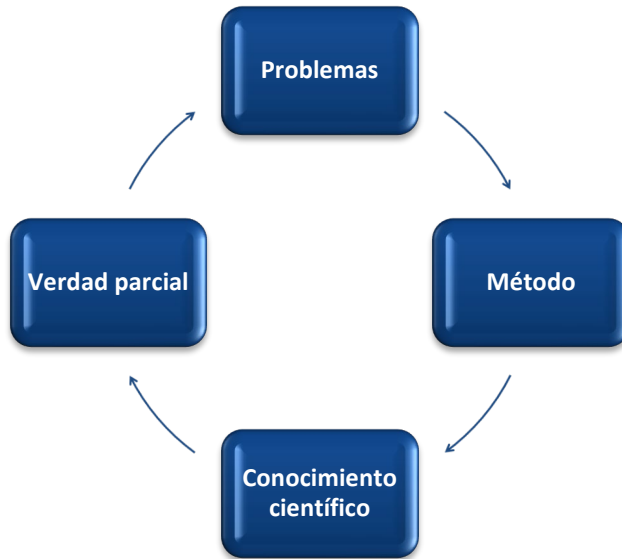 Problemas
Verdad parcial
Método
Conocimiento
científico